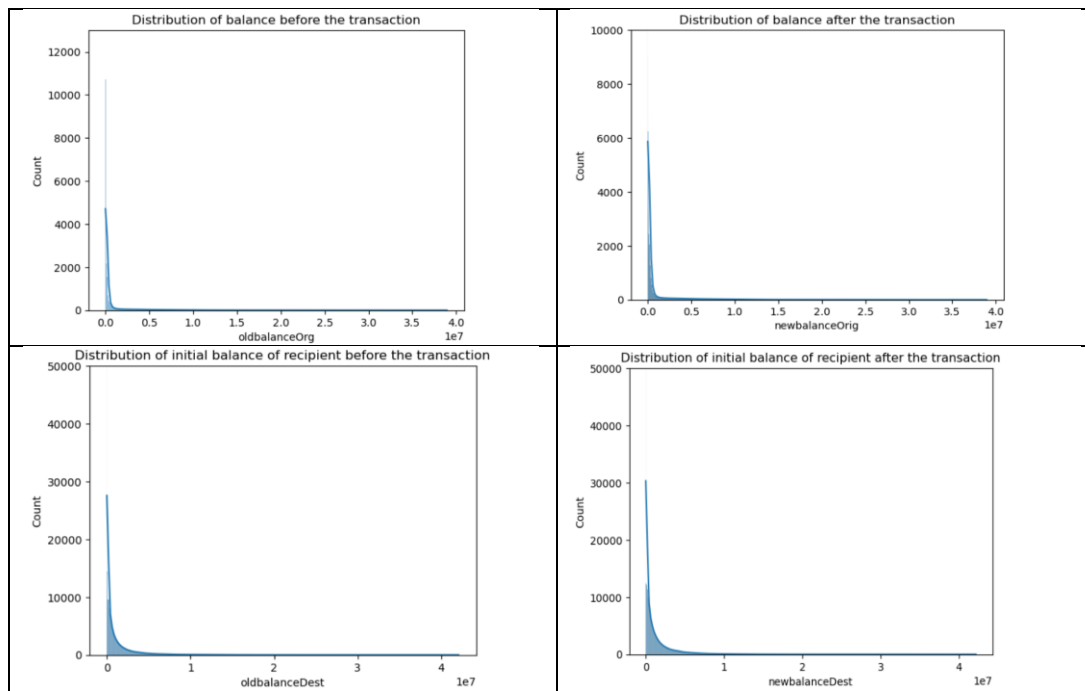 Distribution of balance before the transaction
12000
10000
8000
6000
4000
2000
0
Count
0.0 0.5 1.0 1.5 2.0 2.5 3.0 3.5 4.0
1e7
oldbalanceOrg
Distribution of balance after the transaction
10000
8000
6000
4000
2000
0
Count
0.0 0.5 1.0 1.5 2.0 2.5 3.0 3.5 4.0
1e7
newbalanceOrig
Distribution of initial balance of recipient before the transaction
50000
40000
30000
20000
10000
0
Count
0 1 2 3 4
1e7
oldbalanceDest
Distribution of initial balance of recipient after the transaction
50000
40000
30000
20000
10000
0
Count
0 1 2 3 4
1e7
newbalanceDest